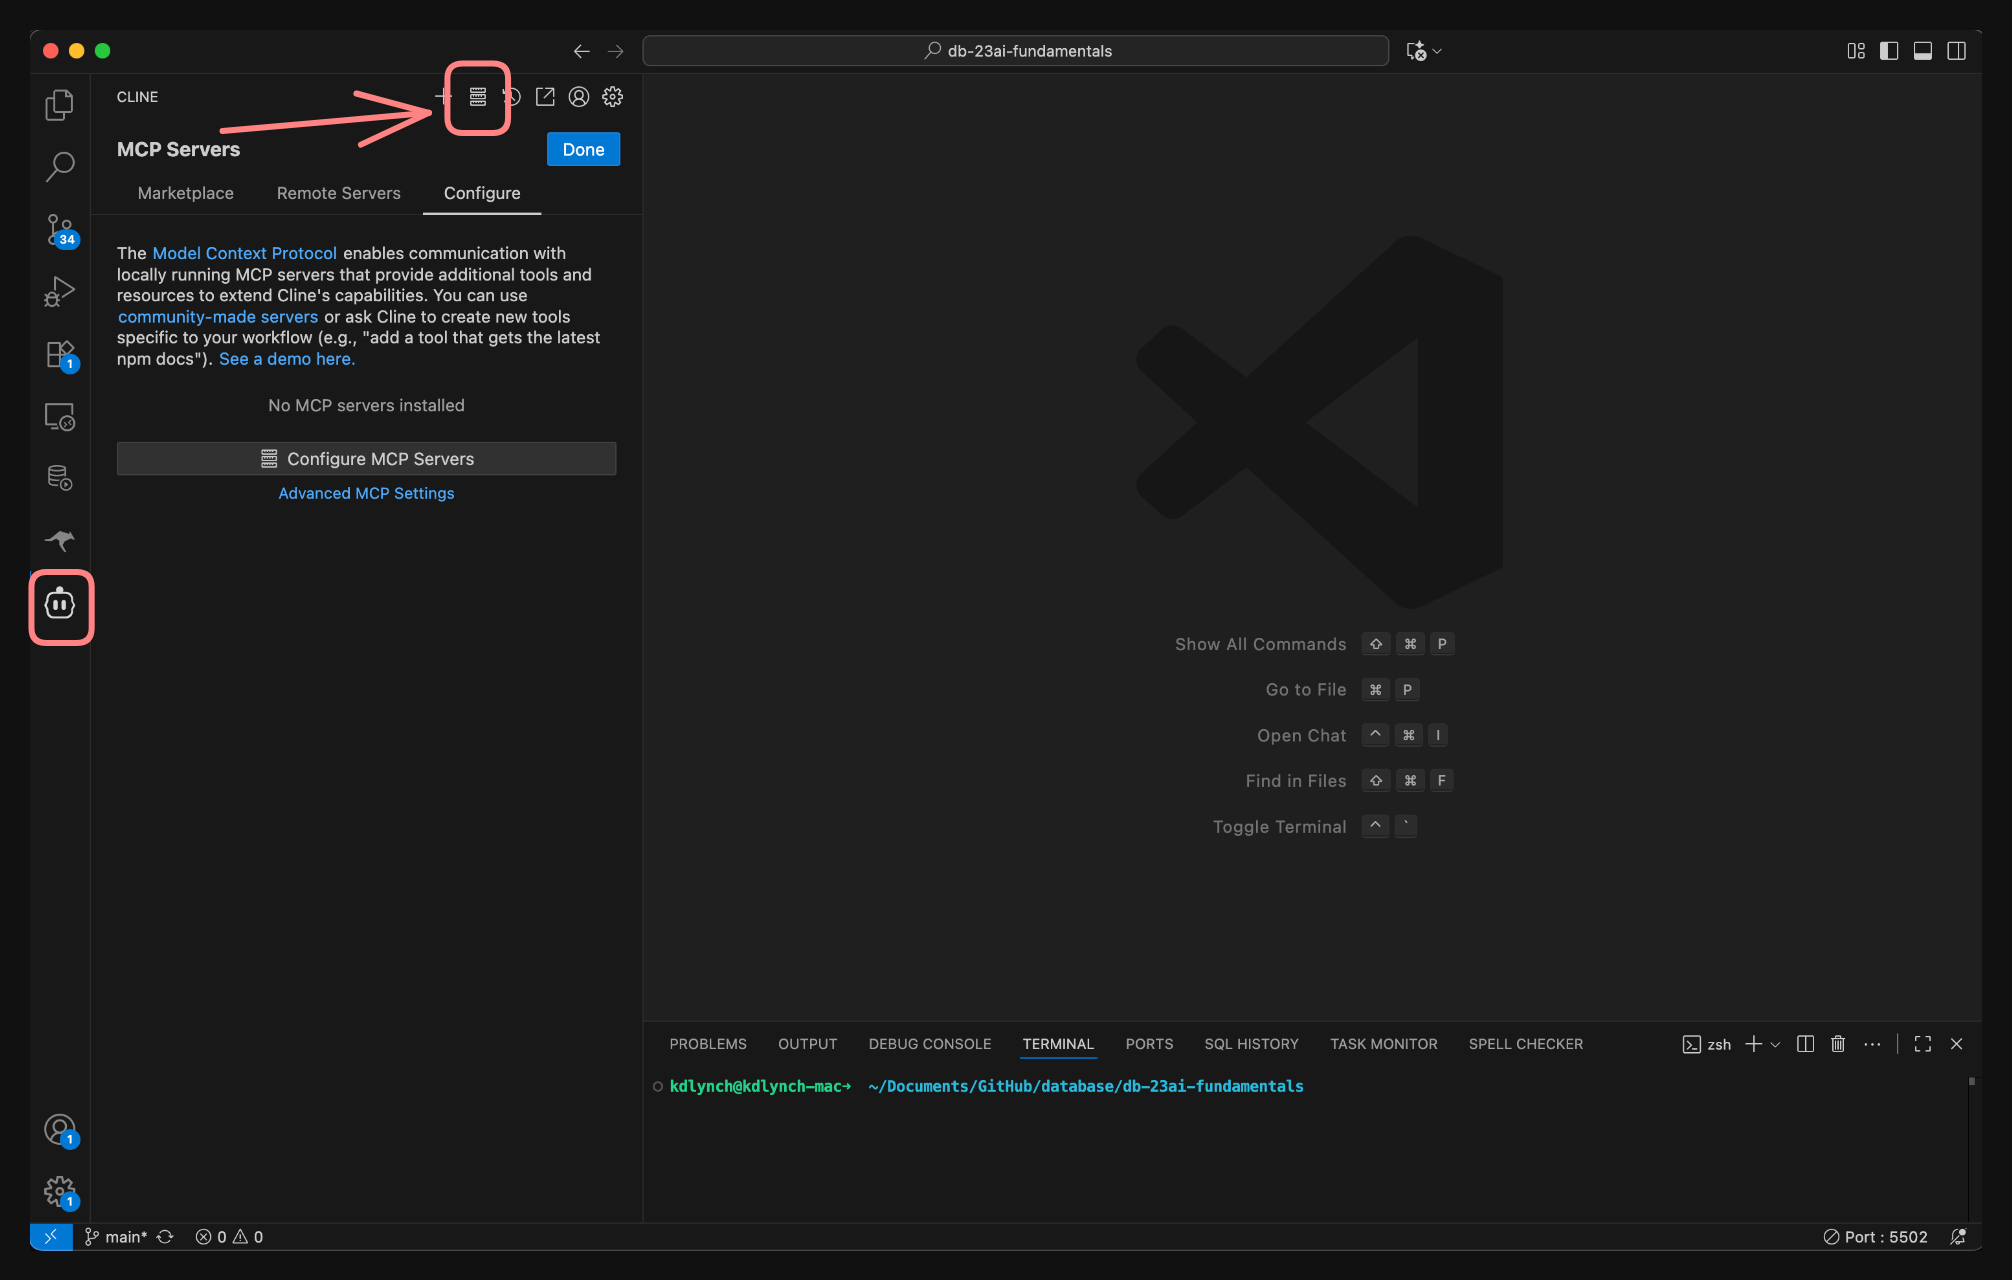 db-23ai-fundamentals
CLINE
MCP Servers
Done
Marketplace
Remote Servers
Configure
The Model Context Protocol enables communication with
locally running MCP servers that provide additional tools and
resources to extend Cline's capabilities. You can use
community-made servers or ask Cline to create new tools
specific to your workflow (e.g., "add a tool that gets the latest
npm docs"). See a demo here.
No MCP servers installed
Configure MCP Servers
Advanced MCP Settings
34
1
1
1
Show All Commands ⇧ ⌘ P
Go to File ⌘ P
Open Chat ^ ⌘ I
Find in Files ⇧ ⌘ F
Toggle Terminal ^ `
PROBLEMS
OUTPUT
DEBUG CONSOLE
TERMINAL
PORTS
SQL HISTORY
TASK MONITOR
SPELL CHECKER
zsh
kdlynch@kdlynch-mac→ ~/Documents/GitHub/database/db-23ai-fundamentals
main*
0
0
Port : 5502